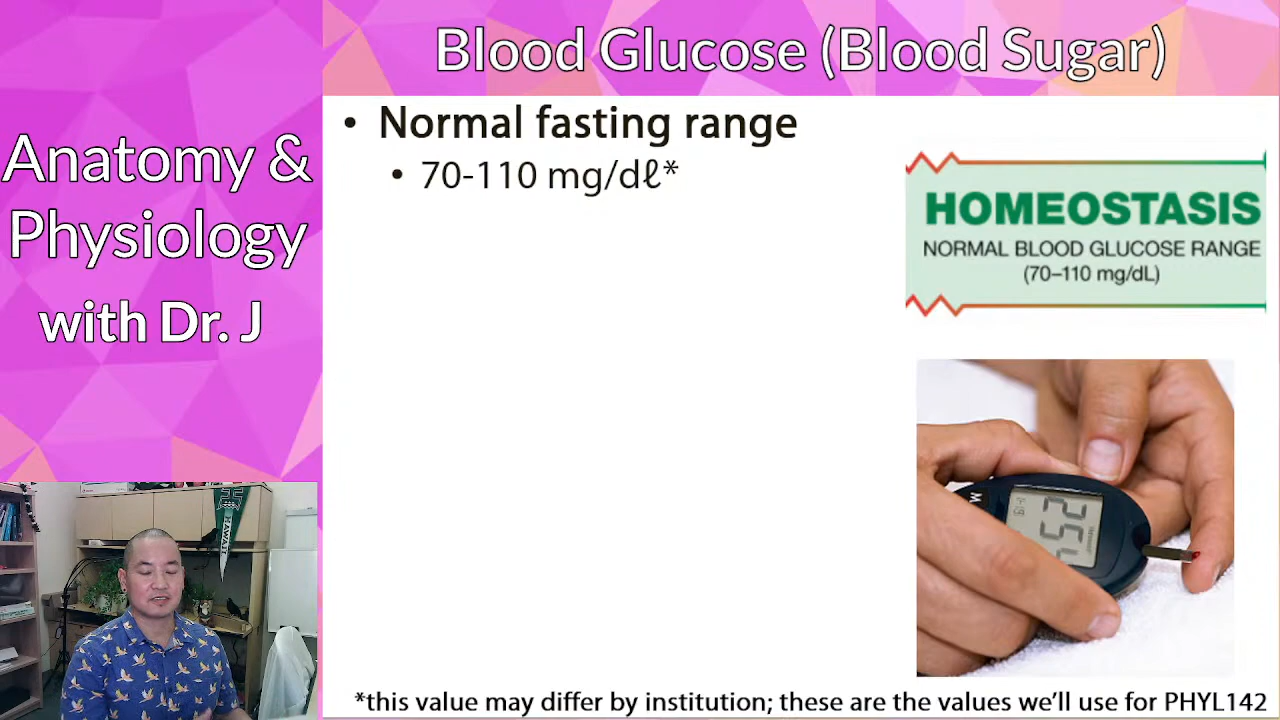 Anatomy &
Physiology
with Dr. J
Blood Glucose (Blood Sugar)
• Normal fasting range
• 70-110 mg/dℓ*
HOMEOSTASIS
NORMAL BLOOD GLUCOSE RANGE
(70–110 mg/dL)
*this value may differ by institution; these are the values we'll use for PHYL142